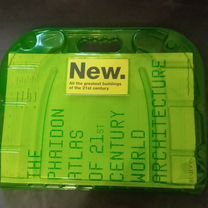 New.
All the greatest buildings
of the 21st century
THE
PHAIDON
ATLAS
OF 21ST
CENTURY
WORLD
ARCHITECTURE